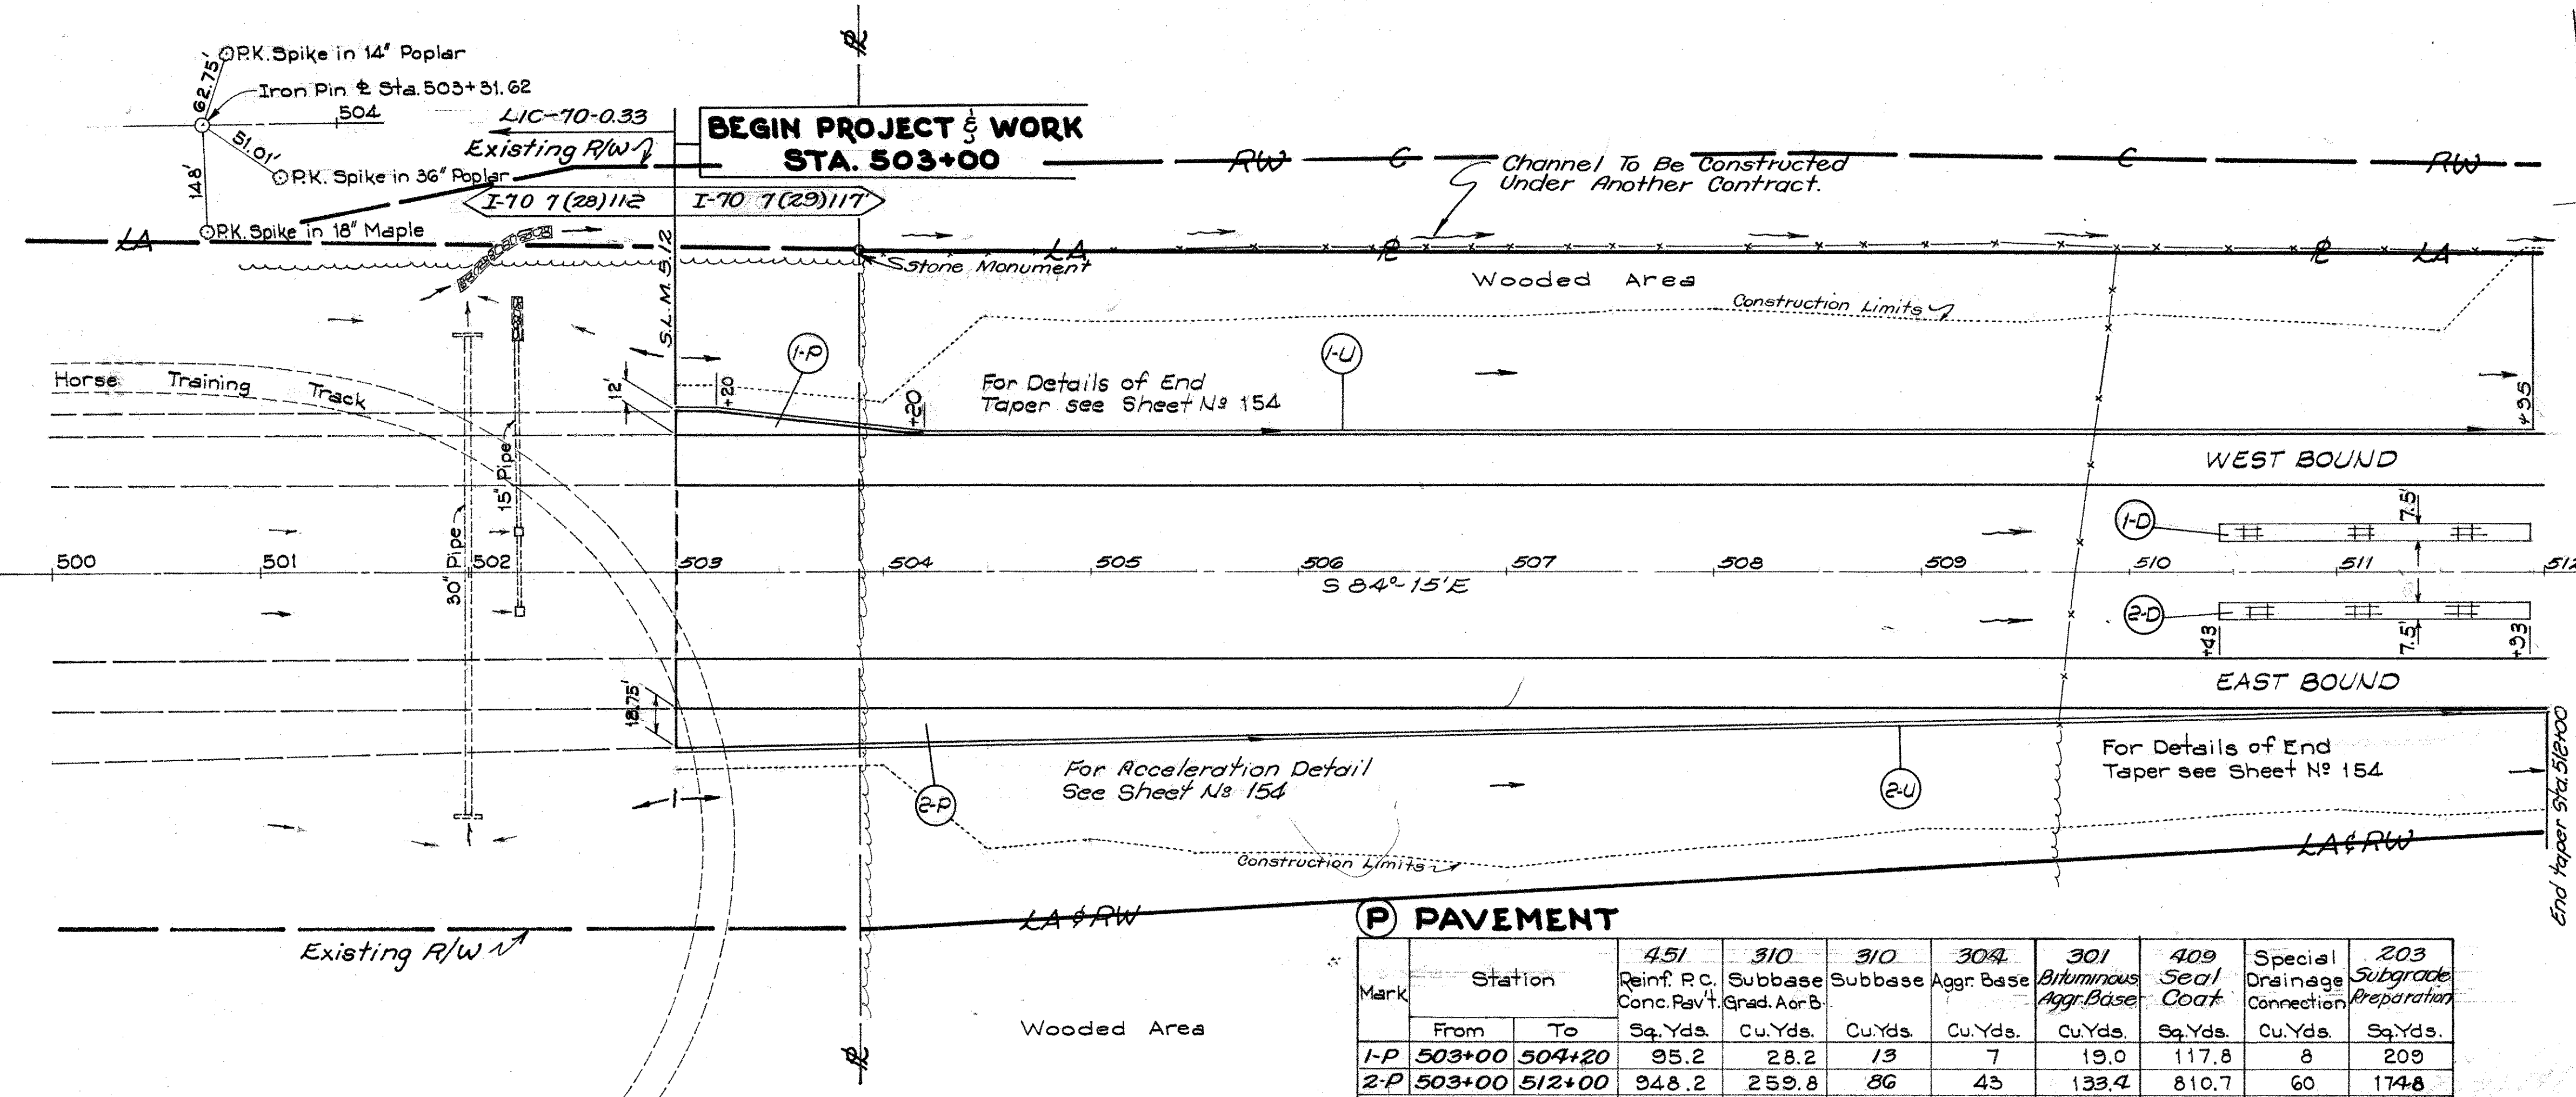 P.K. Spike in 14" Poplar
62.75'
Iron Pin ℄ Sta. 503+31.62
504
51.01'
148'
P.K. Spike in 36" Poplar
P.K. Spike in 18" Maple
LIC-70-0.33
Existing R/W
BEGIN PROJECT & WORK
STA. 503+00
I-70 7(28)112
I-70 7(29)117
℞
RW
C
Channel To Be Constructed
Under Another Contract.
C
RW
LA
S.L.M. 5.12
Stone Monument
LA
℞
℞
LA
Wooded Area
Construction Limits
Horse Training Track
12'
+20
1-P
+20
For Details of End
Taper see Sheet Nº 154
1-U
+95
15" Pipe
30" Pipe
WEST BOUND
1-D
7.5'
500
501
502
503
504
505
506
507
508
509
510
511
512
S 84°-15'E
2-D
+43
7.5'
+93
EAST BOUND
18.75'
2-P
For Acceleration Detail
See Sheet Nº 154
2-U
For Details of End
Taper see Sheet Nº 154
End taper Sta. 512+00
Construction Limits
LA & RW
LA & RW
Existing R/W
Wooded Area
℞
P PAVEMENT
Mark Station 451 310 310 304 301 409 Special 203
Reinf. P.C. Subbase Subbase Aggr. Base Bituminous Seal Drainage Subgrade
Conc. Pav't. Grad. A or B Aggr. Base Coat Connection Preparation
From To Sq. Yds. Cu. Yds. Cu. Yds. Cu. Yds. Cu. Yds. Sq. Yds. Cu. Yds. Sq. Yds.
1-P 503+00 504+20 95.2 28.2 13 7 19.0 117.8 8 209
2-P 503+00 512+00 948.2 259.8 86 43 133.4 810.7 60 1748